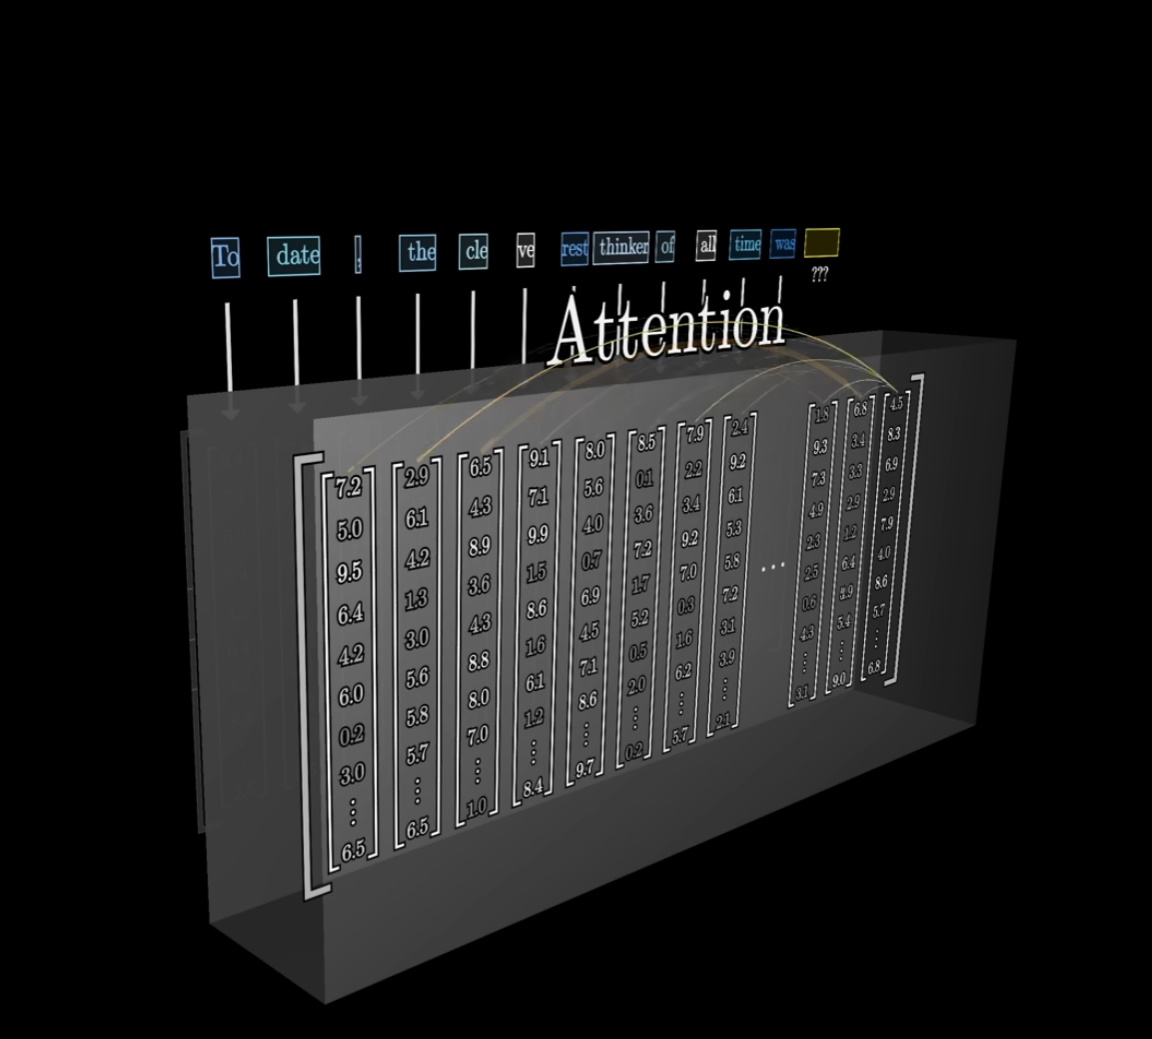 To date , the cle ve rest thinker of all time was
???
Attention
7.2 2.9 6.5 9.1 8.0 8.5 7.9 2.4 1.8 6.8 4.5
5.0 6.1 4.3 7.1 5.6 0.1 2.2 9.2 9.3 3.4 8.3
9.5 4.2 8.9 9.9 4.0 3.6 3.4 6.1 7.3 3.3 6.9
6.4 1.3 3.6 1.5 0.7 7.2 9.2 5.3 4.9 2.9 2.9
4.2 3.0 4.3 8.6 6.9 1.7 7.0 5.8 ... 2.3 1.2 7.9
6.0 5.6 8.8 1.6 4.5 5.2 0.3 7.2 2.5 6.4 4.0
0.2 5.8 8.0 6.1 7.1 0.5 1.6 3.1 0.6 8.6
3.0 5.7 7.0 1.2 8.6 2.0 6.2 3.9 4.3 5.4 5.7
⋮ ⋮ ⋮ ⋮ ⋮ ⋮ ⋮ ⋮ ⋮ ⋮ ⋮
6.5 6.5 1.0 8.4 9.7 0.2 5.7 2.1 3.1 9.0 6.8